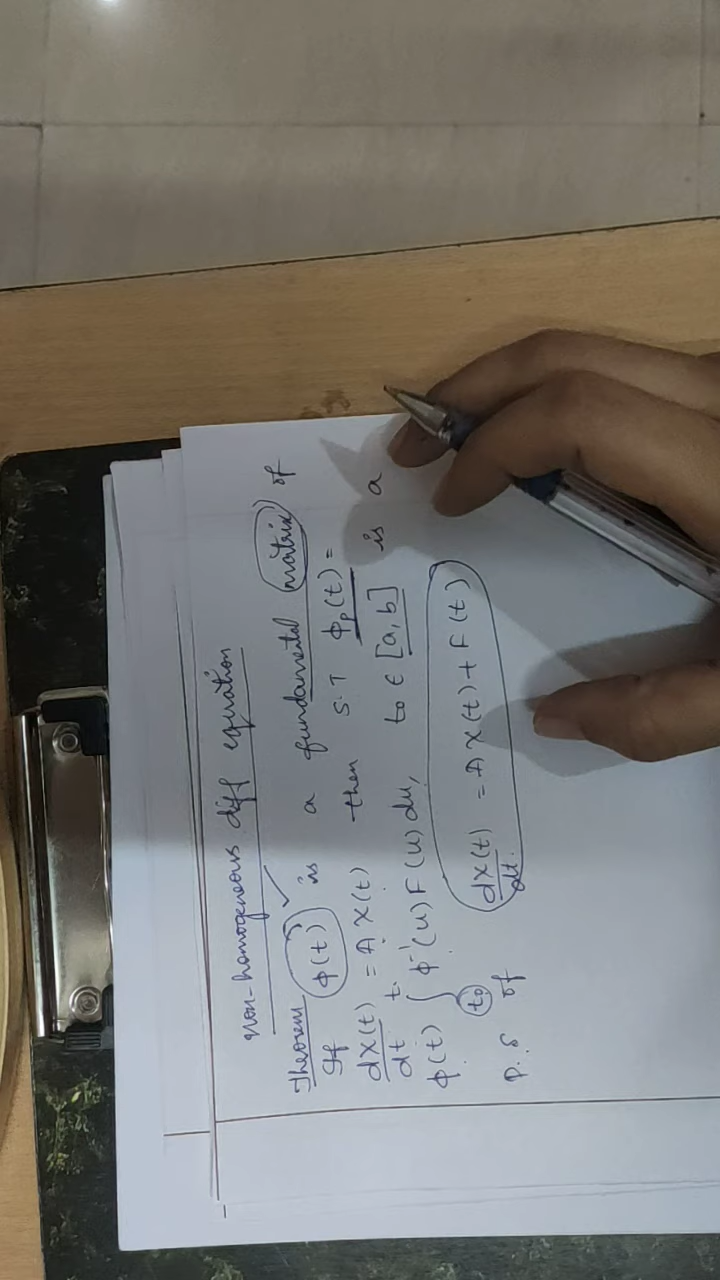 non-homogeneous diff equation
Theorem
If ϕ(t) is a fundamental matrix of
dX(t)/dt = A X(t) then S.T ϕp(t) =
ϕ(t) ∫_{t0}^{t} ϕ⁻¹(u) F(u) du, to ∈ [a, b] is a
P.S of dX(t)/dt = A X(t) + F(t)